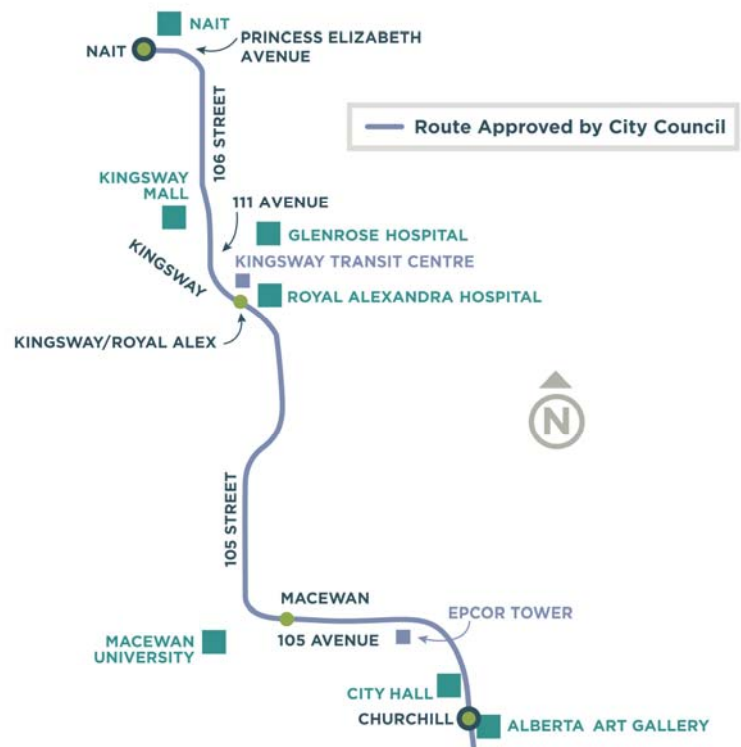 NAIT
NAIT
PRINCESS ELIZABETH
AVENUE
106 STREET
Route Approved by City Council
KINGSWAY
MALL
111 AVENUE
GLENROSE HOSPITAL
KINGSWAY
KINGSWAY TRANSIT CENTRE
ROYAL ALEXANDRA HOSPITAL
KINGSWAY/ROYAL ALEX
N
105 STREET
MACEWAN
EPCOR TOWER
105 AVENUE
MACEWAN
UNIVERSITY
CITY HALL
CHURCHILL
ALBERTA ART GALLERY